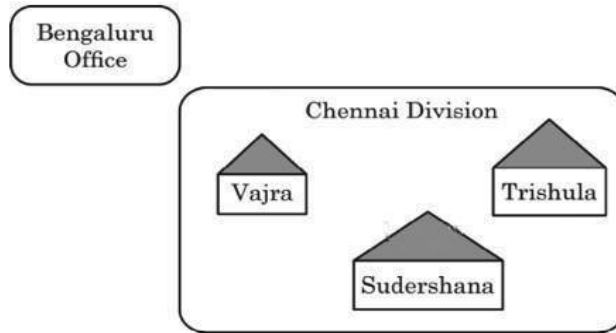 Bengaluru
Office
Chennai Division
Vajra
Trishula
Sudershana